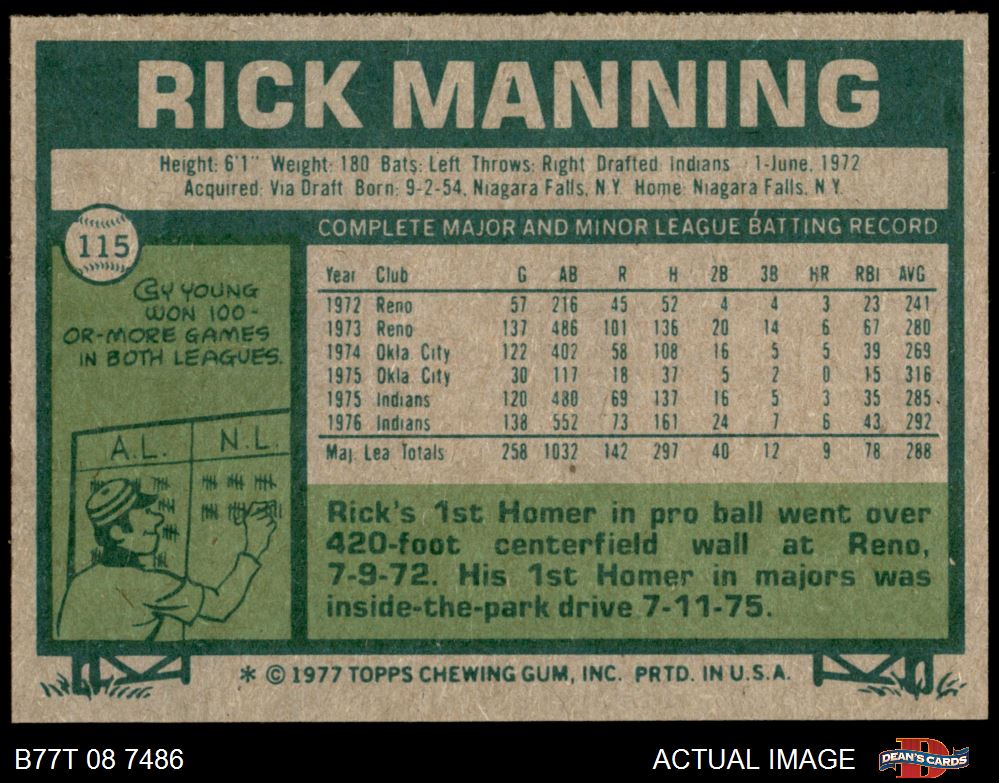 RICK MANNING
Height: 6'1" Weight: 180 Bats: Left Throws: Right Drafted Indians 1-June, 1972
Acquired: Via Draft Born: 9-2-54, Niagara Falls, N.Y. Home: Niagara Falls, N.Y.
115
COMPLETE MAJOR AND MINOR LEAGUE BATTING RECORD
Year Club G AB R H 2B 3B HR RBI AVG
1972 Reno 57 216 45 52 4 4 3 23 241
1973 Reno 137 486 101 136 20 14 6 67 280
1974 Okla. City 122 402 58 108 16 5 5 39 269
1975 Okla. City 30 117 18 37 5 2 0 15 316
1975 Indians 120 480 69 137 16 5 3 35 285
1976 Indians 138 552 73 161 24 7 6 43 292
Maj. Lea. Totals 258 1032 142 297 40 12 9 78 288
CY YOUNG
WON 100-
OR-MORE GAMES
IN BOTH LEAGUES.
A.L. N.L.
Rick's 1st Homer in pro ball went over
420-foot centerfield wall at Reno,
7-9-72. His 1st Homer in majors was
inside-the-park drive 7-11-75.
* © 1977 TOPPS CHEWING GUM, INC. PRTD. IN U.S.A.
B77T 08 7486 ACTUAL IMAGE DEAN'S CARDS